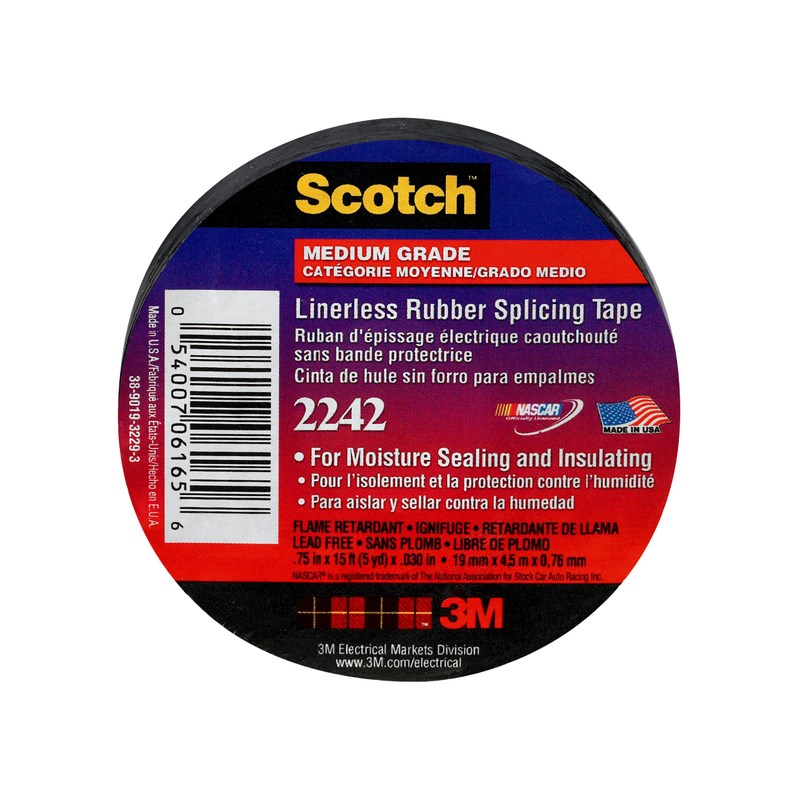 Scotch™
MEDIUM GRADE
CATÉGORIE MOYENNE/GRADO MEDIO
Linerless Rubber Splicing Tape
Ruban d'épissage électrique caoutchouté
sans bande protectrice
Cinta de hule sin forro para empalmes
2242
NASCAR
Officially Licensed
MADE IN USA
• For Moisture Sealing and Insulating
• Pour l'isolement et la protection contre l'humidité
• Para aislar y sellar contra la humedad
FLAME RETARDANT • IGNIFUGE • RETARDANTE DE LLAMA
LEAD FREE • SANS PLOMB • LIBRE DE PLOMO
.75 in x 15 ft (5 yd) x .030 in • 19 mm x 4,5 m x 0,76 mm
NASCAR® is a registered trademark of The National Association for Stock Car Auto Racing Inc.
™ 3M
3M Electrical Markets Division
www.3M.com/electrical
0 54007 06165 6
Made in U.S.A./Fabriqué aux États-Unis/Hecho en E.U.A.
38-9019-3229-3